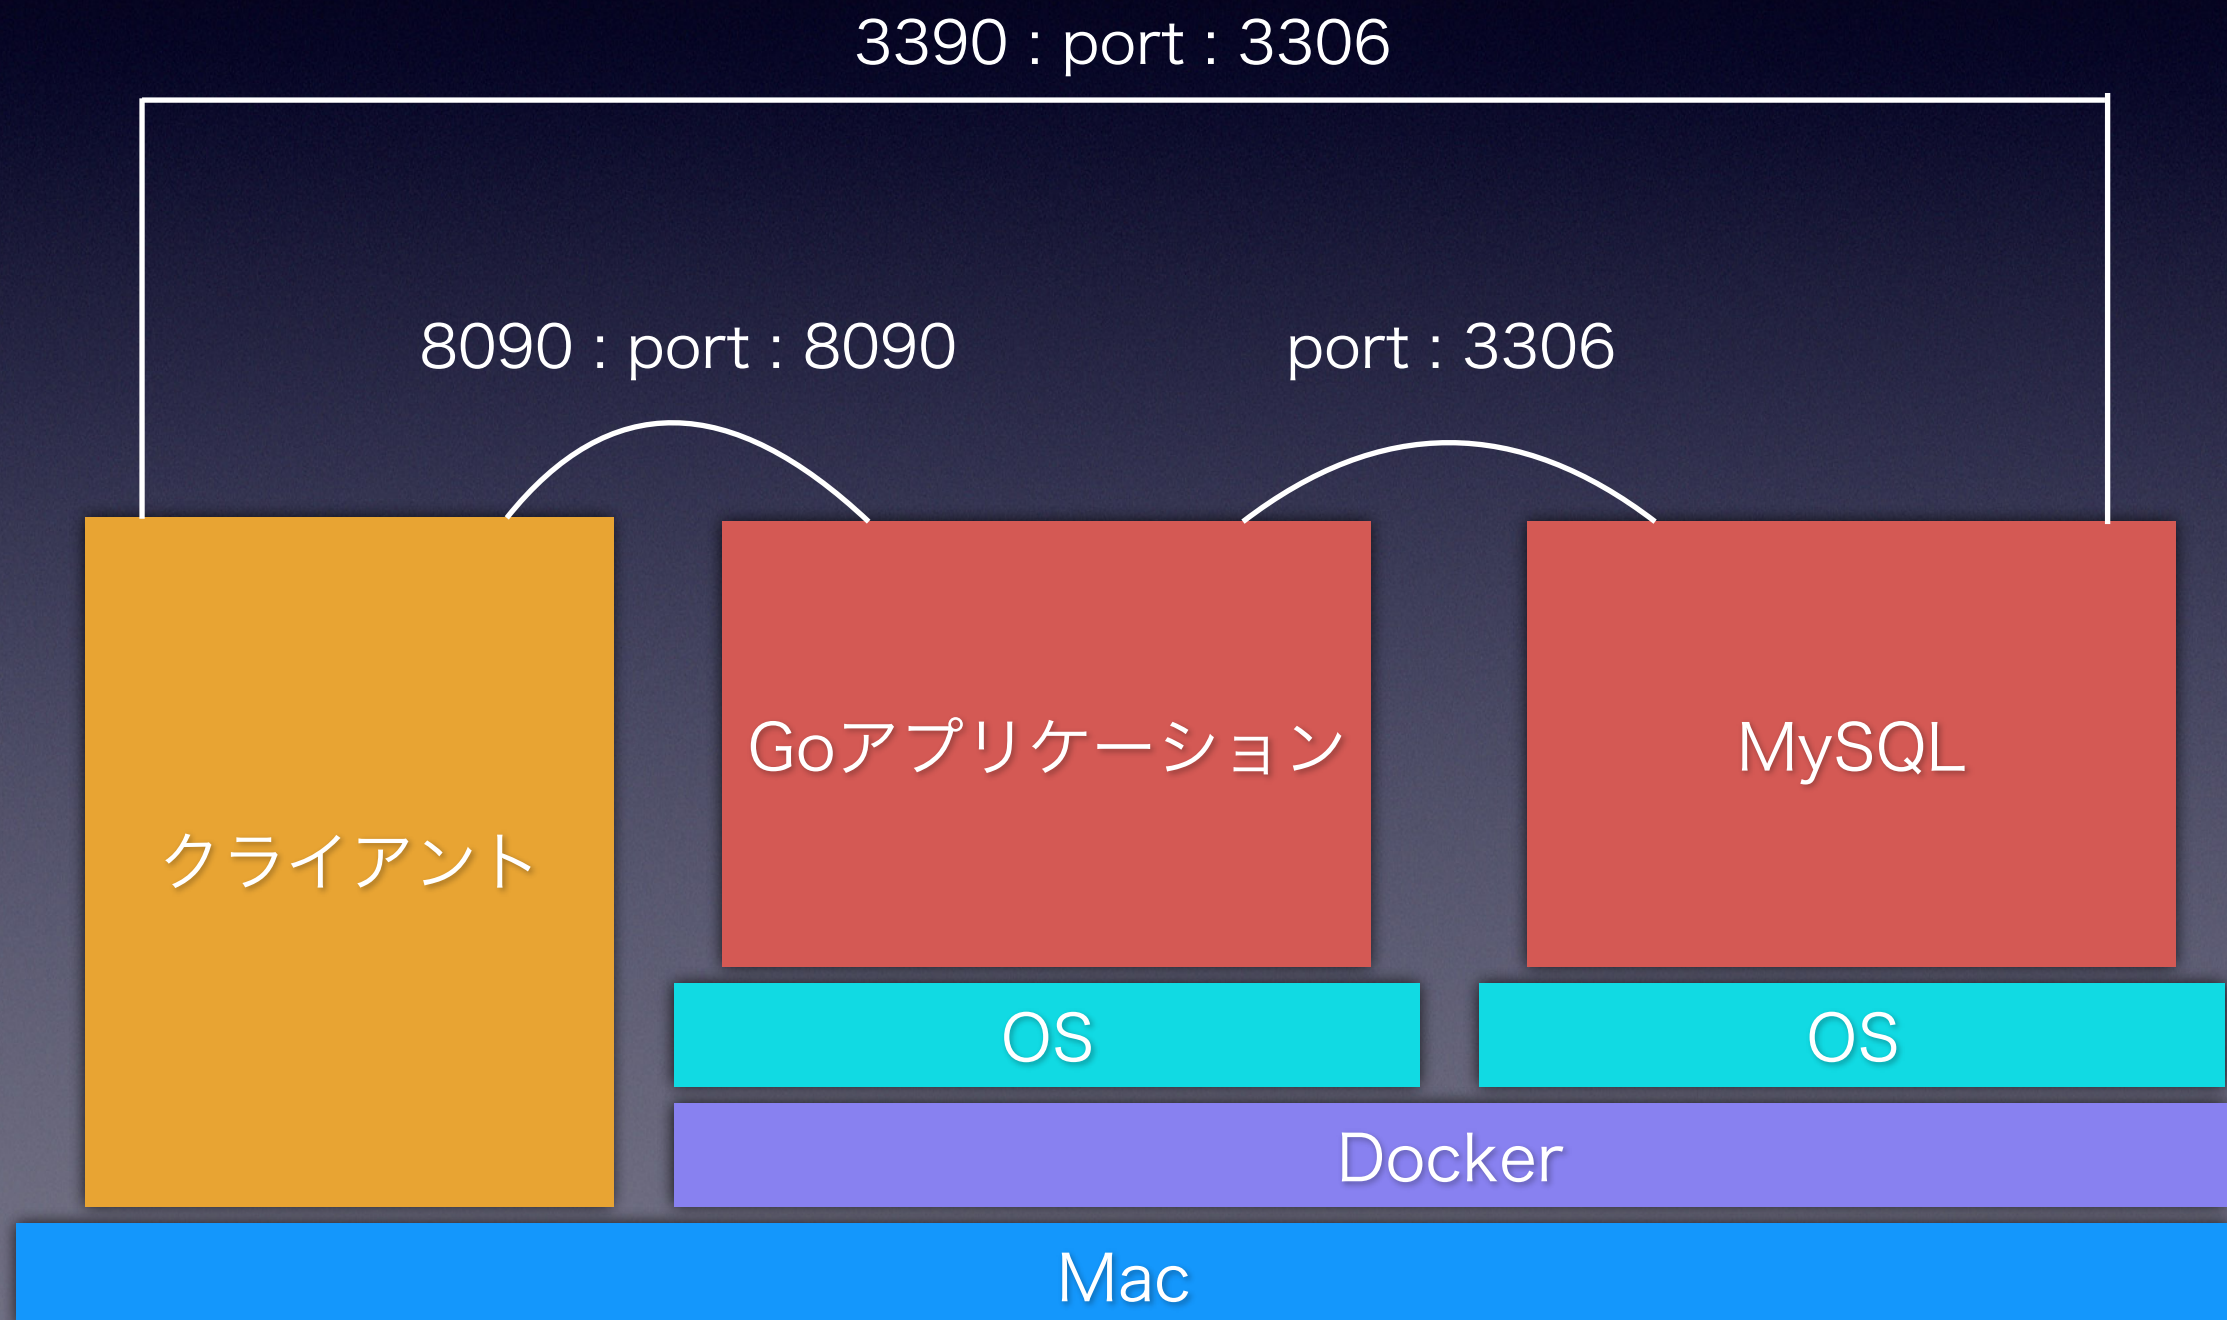 3390 : port : 3306
8090 : port : 8090
port : 3306
クライアント
Goアプリケーション
MySQL
OS
OS
Docker
Mac